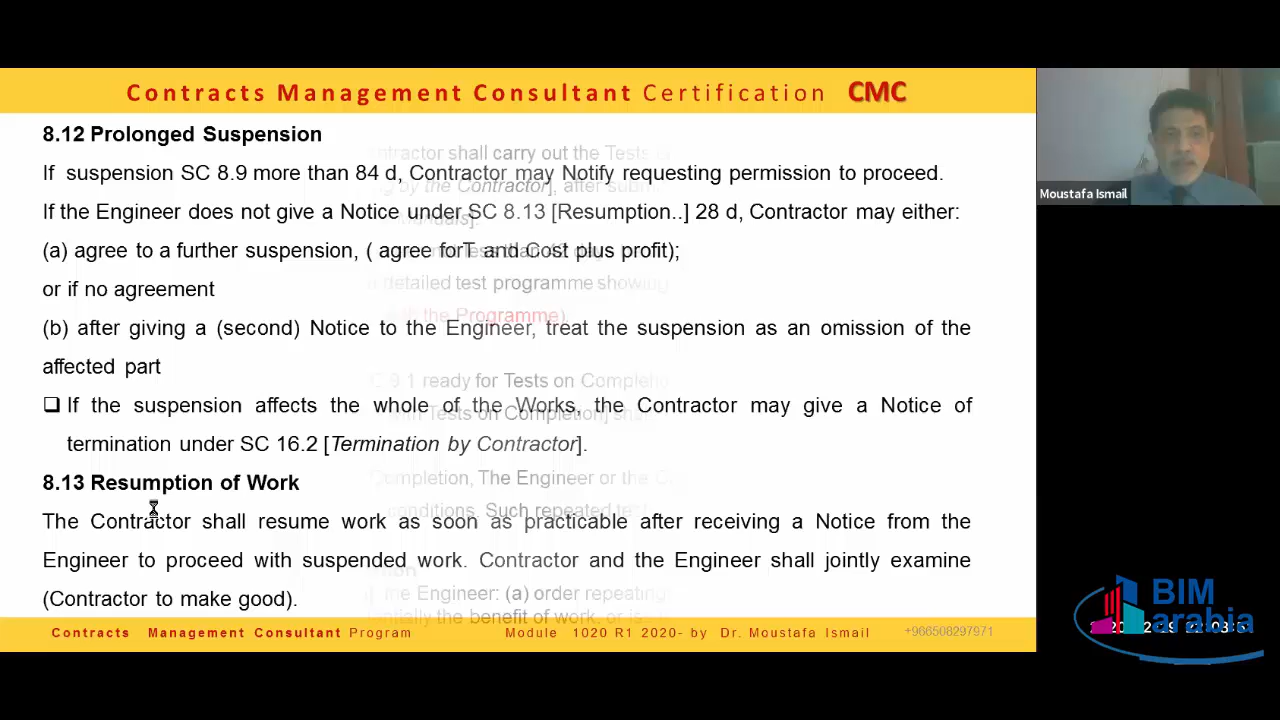 Contracts Management Consultant Certification CMC
8.12 Prolonged Suspension
If suspension SC 8.9 more than 84 d, Contractor may Notify requesting permission to proceed.
If the Engineer does not give a Notice under SC 8.13 [Resumption..] 28 d, Contractor may either:
(a) agree to a further suspension, ( agree for T and Cost plus profit);
or if no agreement
(b) after giving a (second) Notice to the Engineer, treat the suspension as an omission of the
affected part
❑ If the suspension affects the whole of the Works, the Contractor may give a Notice of
termination under SC 16.2 [Termination by Contractor].
8.13 Resumption of Work
The Contractor shall resume work as soon as practicable after receiving a Notice from the
Engineer to proceed with suspended work. Contractor and the Engineer shall jointly examine
(Contractor to make good).
Contracts Management Consultant Program Module 1020 R1 2020- by Dr. Moustafa Ismail +966508297971
Moustafa Ismail
BIM
arabia